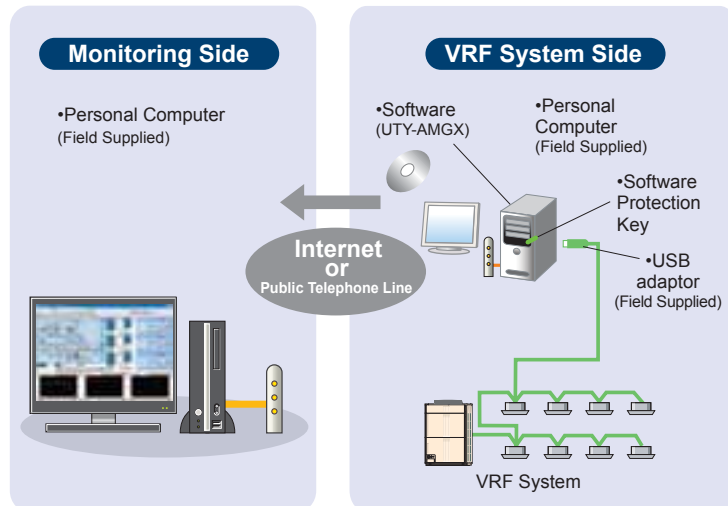 Monitoring Side
•Personal Computer
(Field Supplied)
Internet
or
Public Telephone Line
VRF System Side
•Software
(UTY-AMGX)
•Personal
Computer
(Field Supplied)
•Software
Protection
Key
•USB
adaptor
(Field Supplied)
VRF System